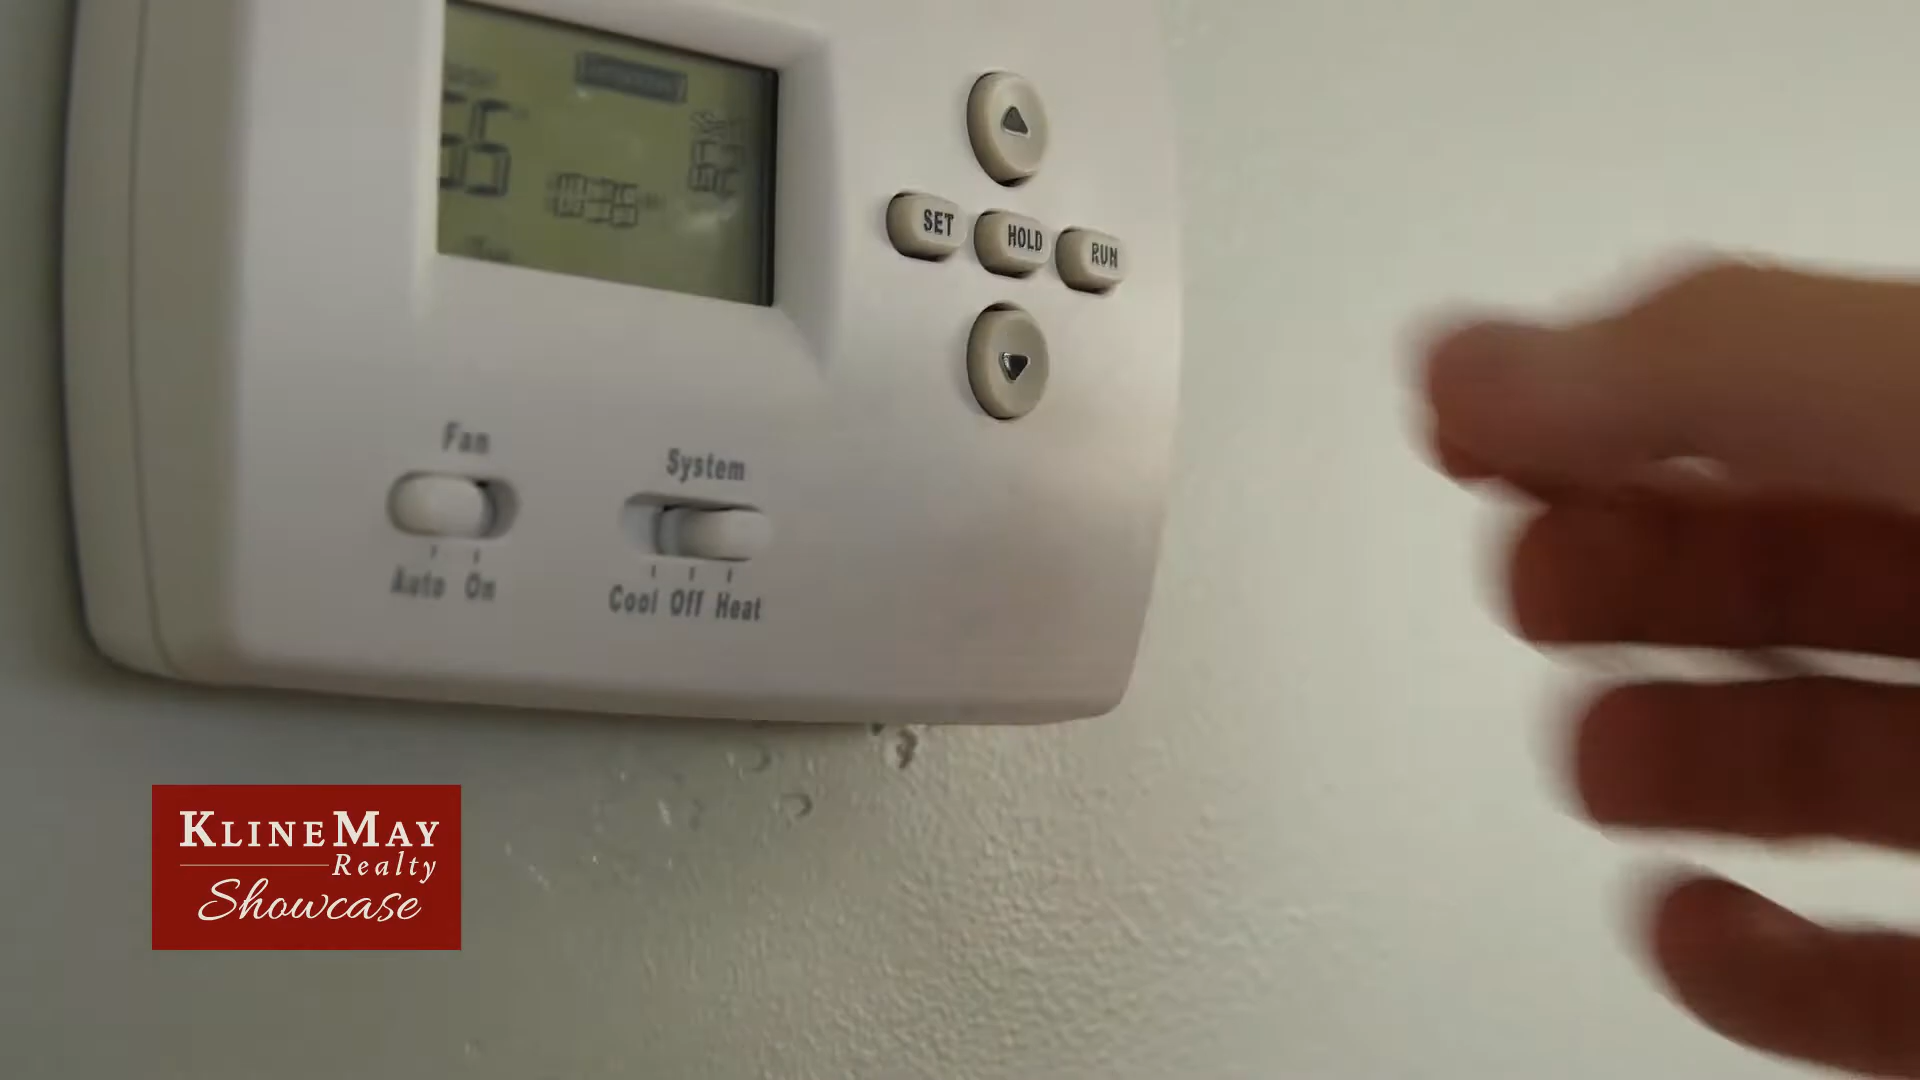 SET
HOLD
RUN
Fan
Auto On
System
Cool Off Heat
KLINEMAY
Realty
Showcase